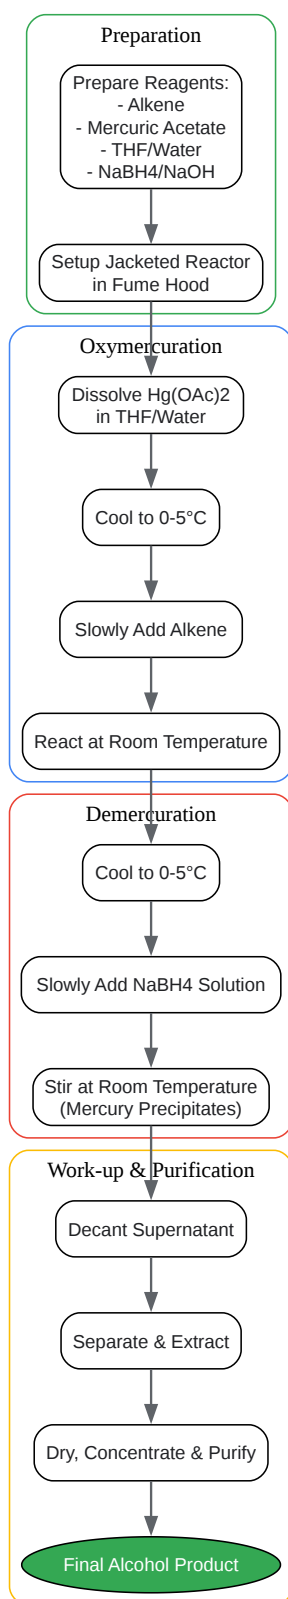 Preparation
Prepare Reagents:
- Alkene
- Mercuric Acetate
- THF/Water
- NaBH4/NaOH
Setup Jacketed Reactor
in Fume Hood
Oxymercuration
Dissolve Hg(OAc)2
in THF/Water
Cool to 0-5°C
Slowly Add Alkene
React at Room Temperature
Demercuration
Cool to 0-5°C
Slowly Add NaBH4 Solution
Stir at Room Temperature
(Mercury Precipitates)
Work-up & Purification
Decant Supernatant
Separate & Extract
Dry, Concentrate & Purify
Final Alcohol Product